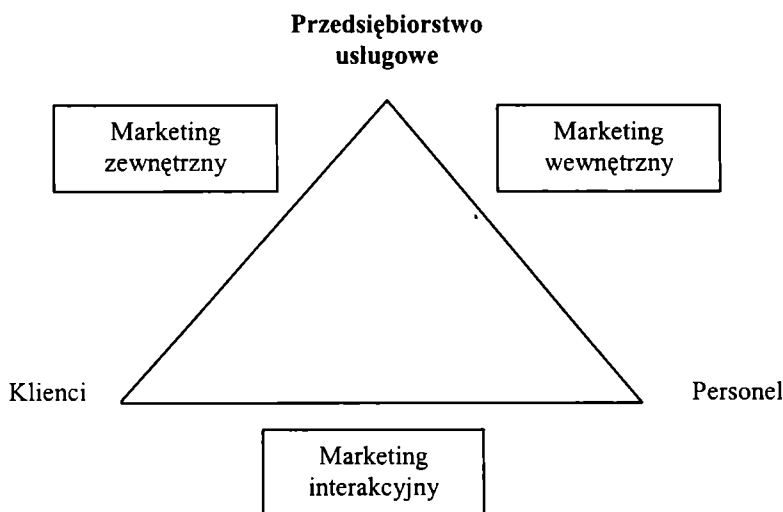 Przedsiębiorstwo
usługowe
Marketing
zewnętrzny
Marketing
wewnętrzny
Klienci
Personel
Marketing
interakcyjny